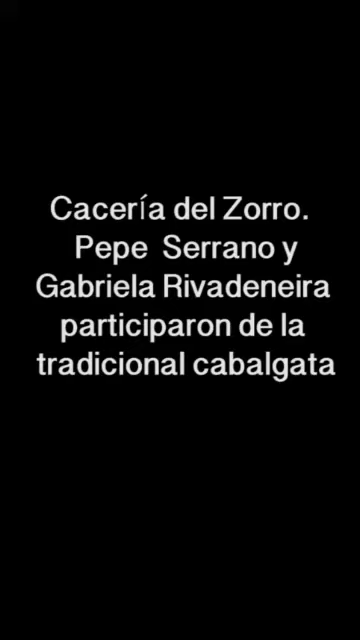 Cacería del Zorro.
Pepe Serrano y
Gabriela Rivadeneira
participaron de la
tradicional cabalgata